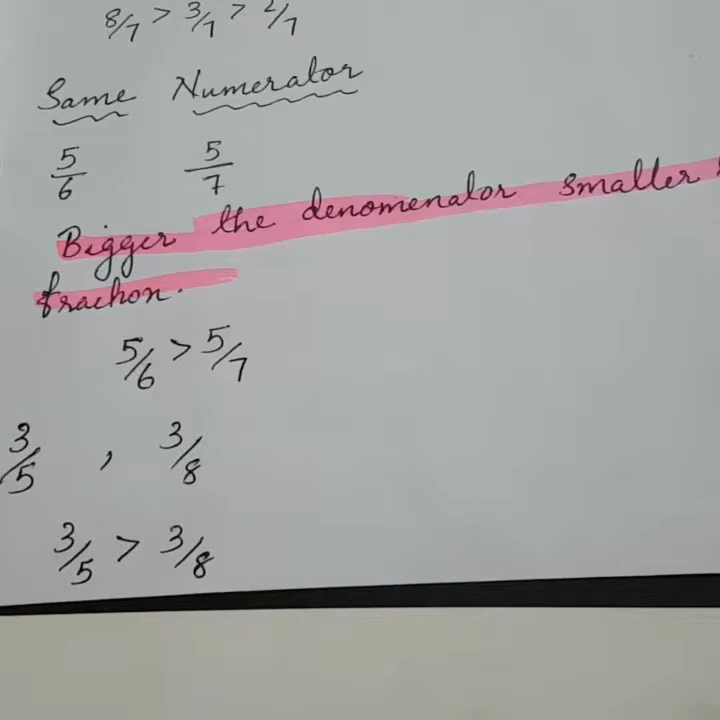 8/7 > 3/7 > 2/7
Same Numerator
5/6 5/7
Bigger the denomenator smaller
fraction.
5/6 > 5/7
3/5 , 3/8
3/5 > 3/8